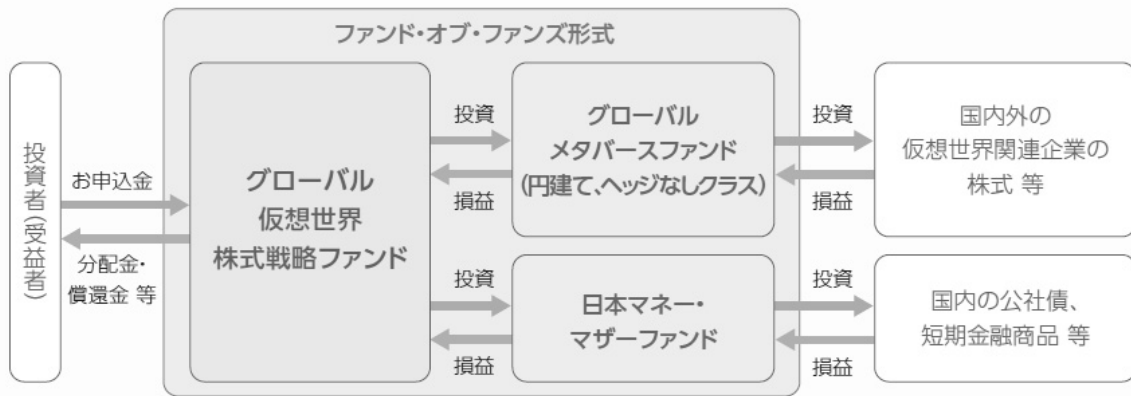 ファンド・オブ・ファンズ形式
投資者(受益者)
お申込金
分配金・
償還金 等
グローバル
仮想世界
株式戦略ファンド
投資
損益
グローバル
メタバースファンド
(円建て、ヘッジなしクラス)
投資
損益
国内外の
仮想世界関連企業の
株式 等
投資
損益
日本マネー・
マザーファンド
投資
損益
国内の公社債、
短期金融商品 等